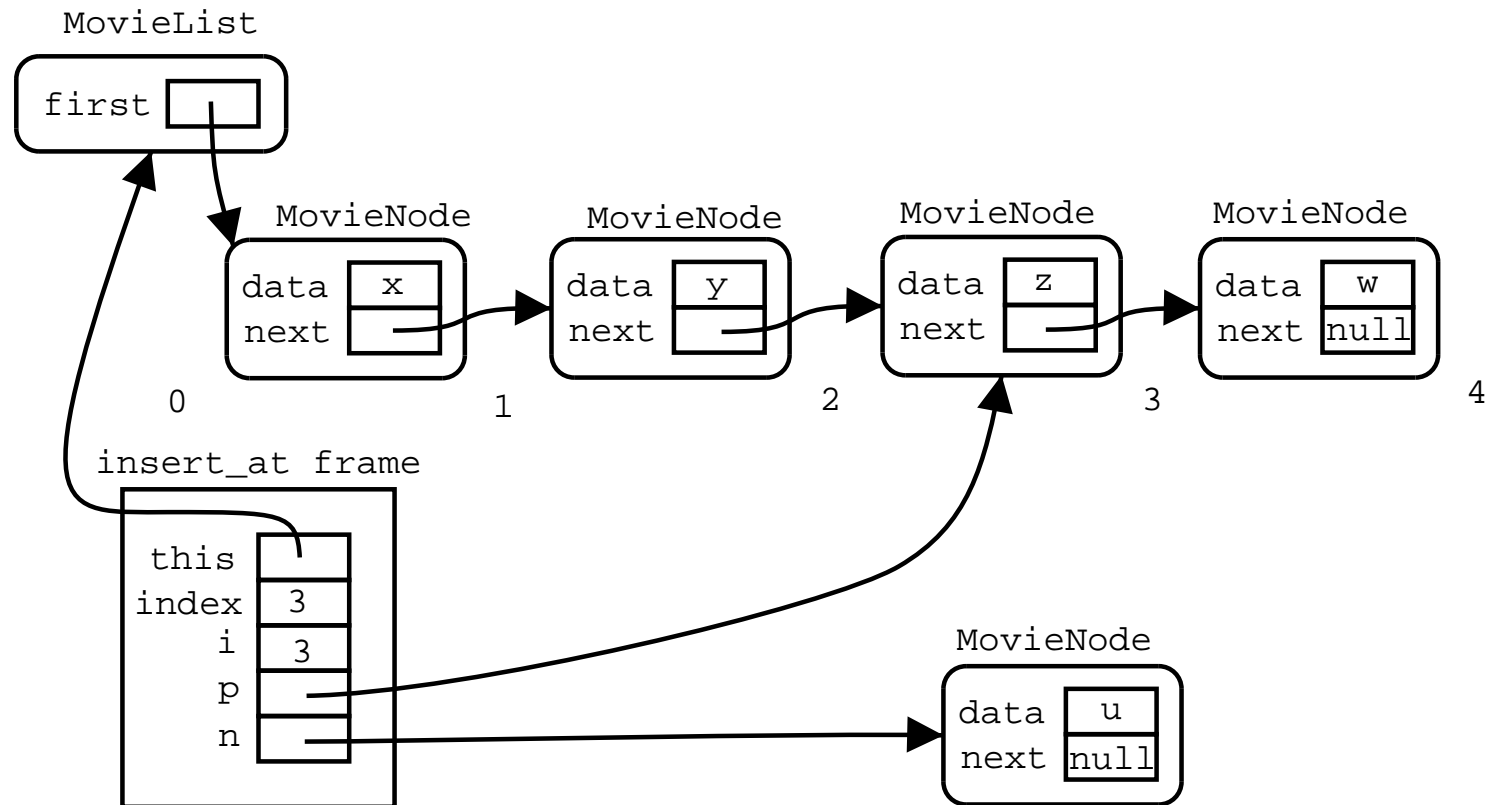 MovieList
first
MovieNode MovieNode MovieNode MovieNode
data x data y data z data w
next next next next null
0 1 2 3 4
insert_at frame
this
index 3
i 3
p
n
MovieNode
data u
next null